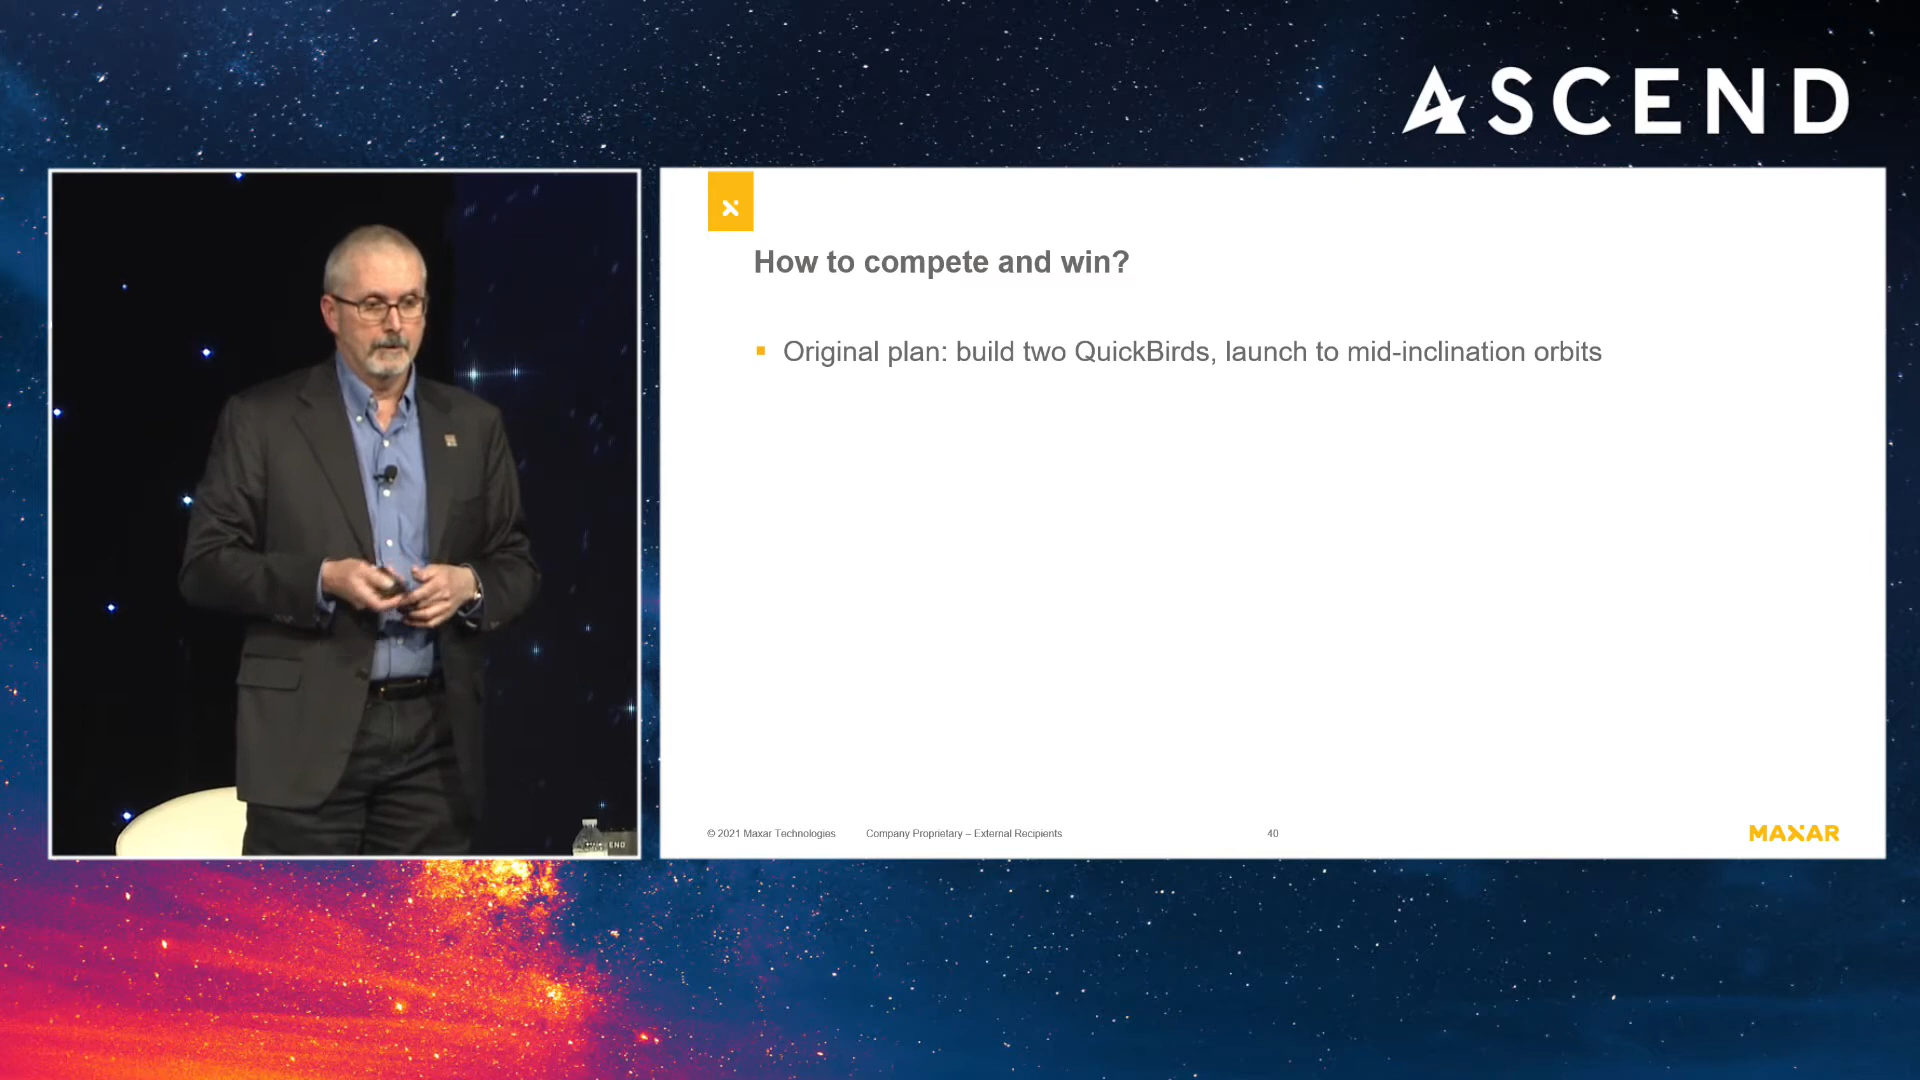 ASCEND
How to compete and win?
▪ Original plan: build two QuickBirds, launch to mid-inclination orbits
© 2021 Maxar Technologies Company Proprietary – External Recipients 40
MAXAR
END